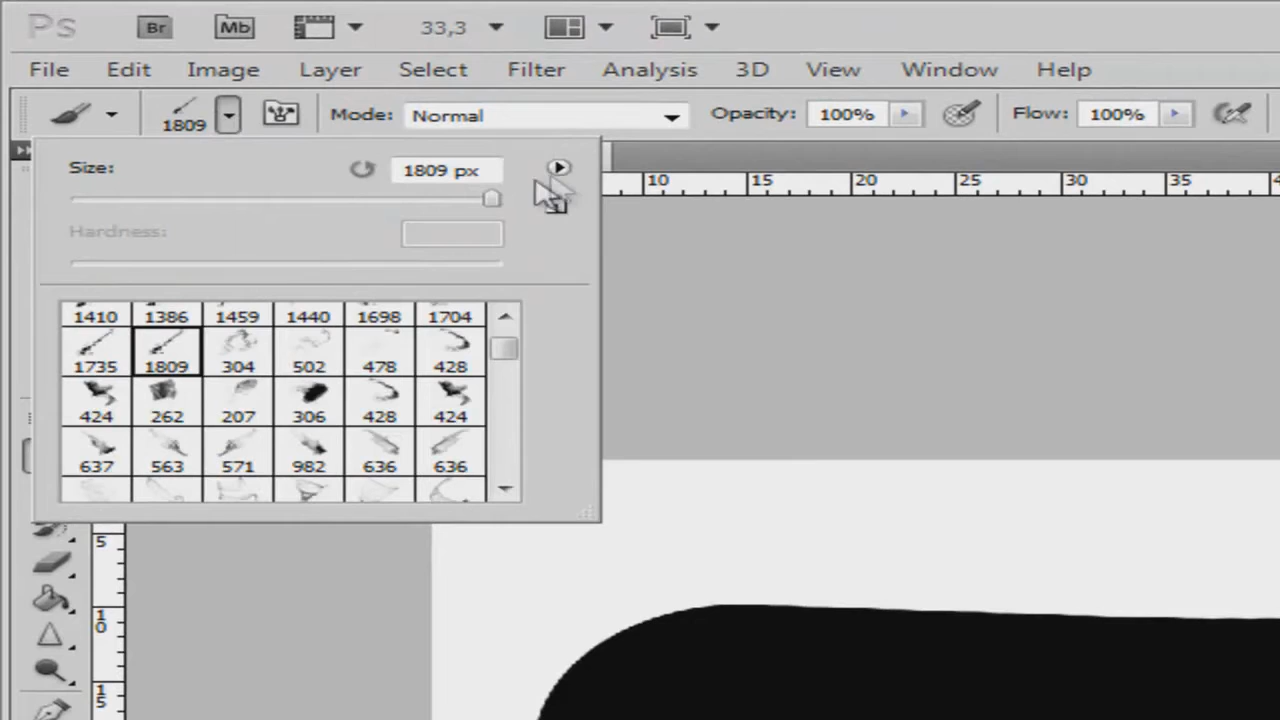 Ps Br Mb 33,3
File Edit Image Layer Select Filter Analysis 3D View Window Help
1809 Mode: Normal Opacity: 100% Flow: 100%
Size: 1809 px
10 15 20 25 30 35
Hardness:
1410 1386 1459 1440 1698 1704
1735 1809 304 502 478 428
424 262 207 306 428 424
637 563 571 982 636 636
5
10
15